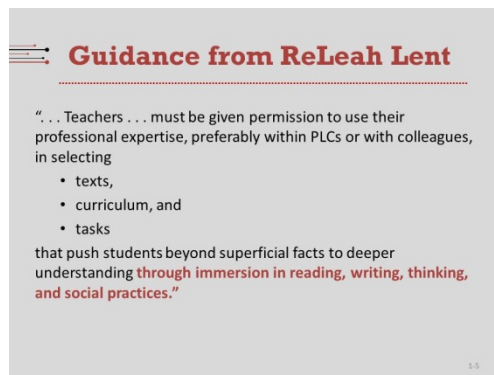 Guidance from ReLeah Lent
“. . . Teachers . . . must be given permission to use their
professional expertise, preferably within PLCs or with colleagues,
in selecting
• texts,
• curriculum, and
• tasks
that push students beyond superficial facts to deeper
understanding through immersion in reading, writing, thinking,
and social practices.”
1-5